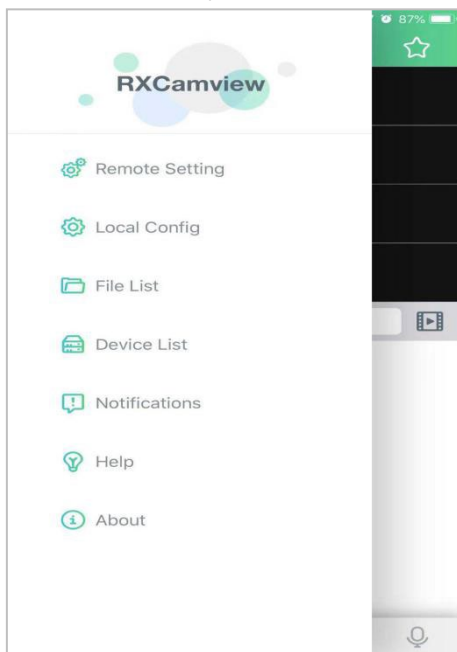 87%
RXCamview
Remote Setting
Local Config
File List
Device List
Notifications
Help
About